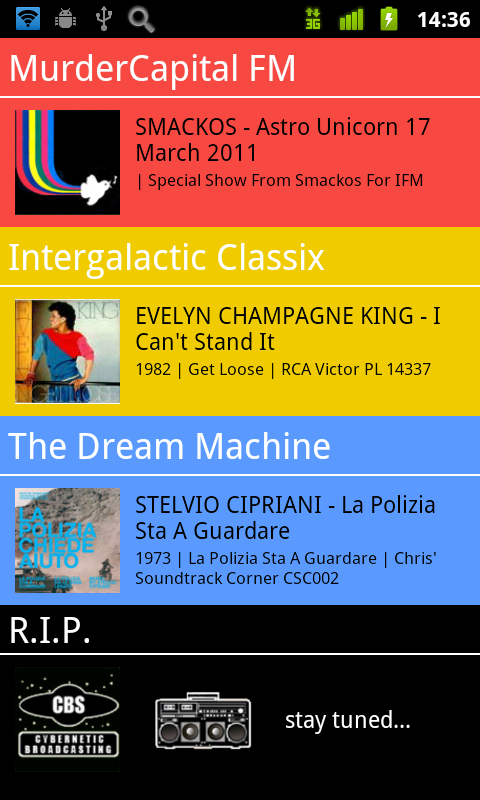 3G 14:36
MurderCapital FM
SMACKOS - Astro Unicorn 17
March 2011
| Special Show From Smackos For IFM
Intergalactic Classix
KING
EVELYN CHAMPAGNE KING - I
Can't Stand It
1982 | Get Loose | RCA Victor PL 14337
The Dream Machine
LA
POLIZIA
CHIEDE
AIUTO
STELVIO CIPRIANI - La Polizia
Sta A Guardare
1973 | La Polizia Sta A Guardare | Chris'
Soundtrack Corner CSC002
R.I.P.
CBS
CYBERNETIC
BROADCASTING
stay tuned...